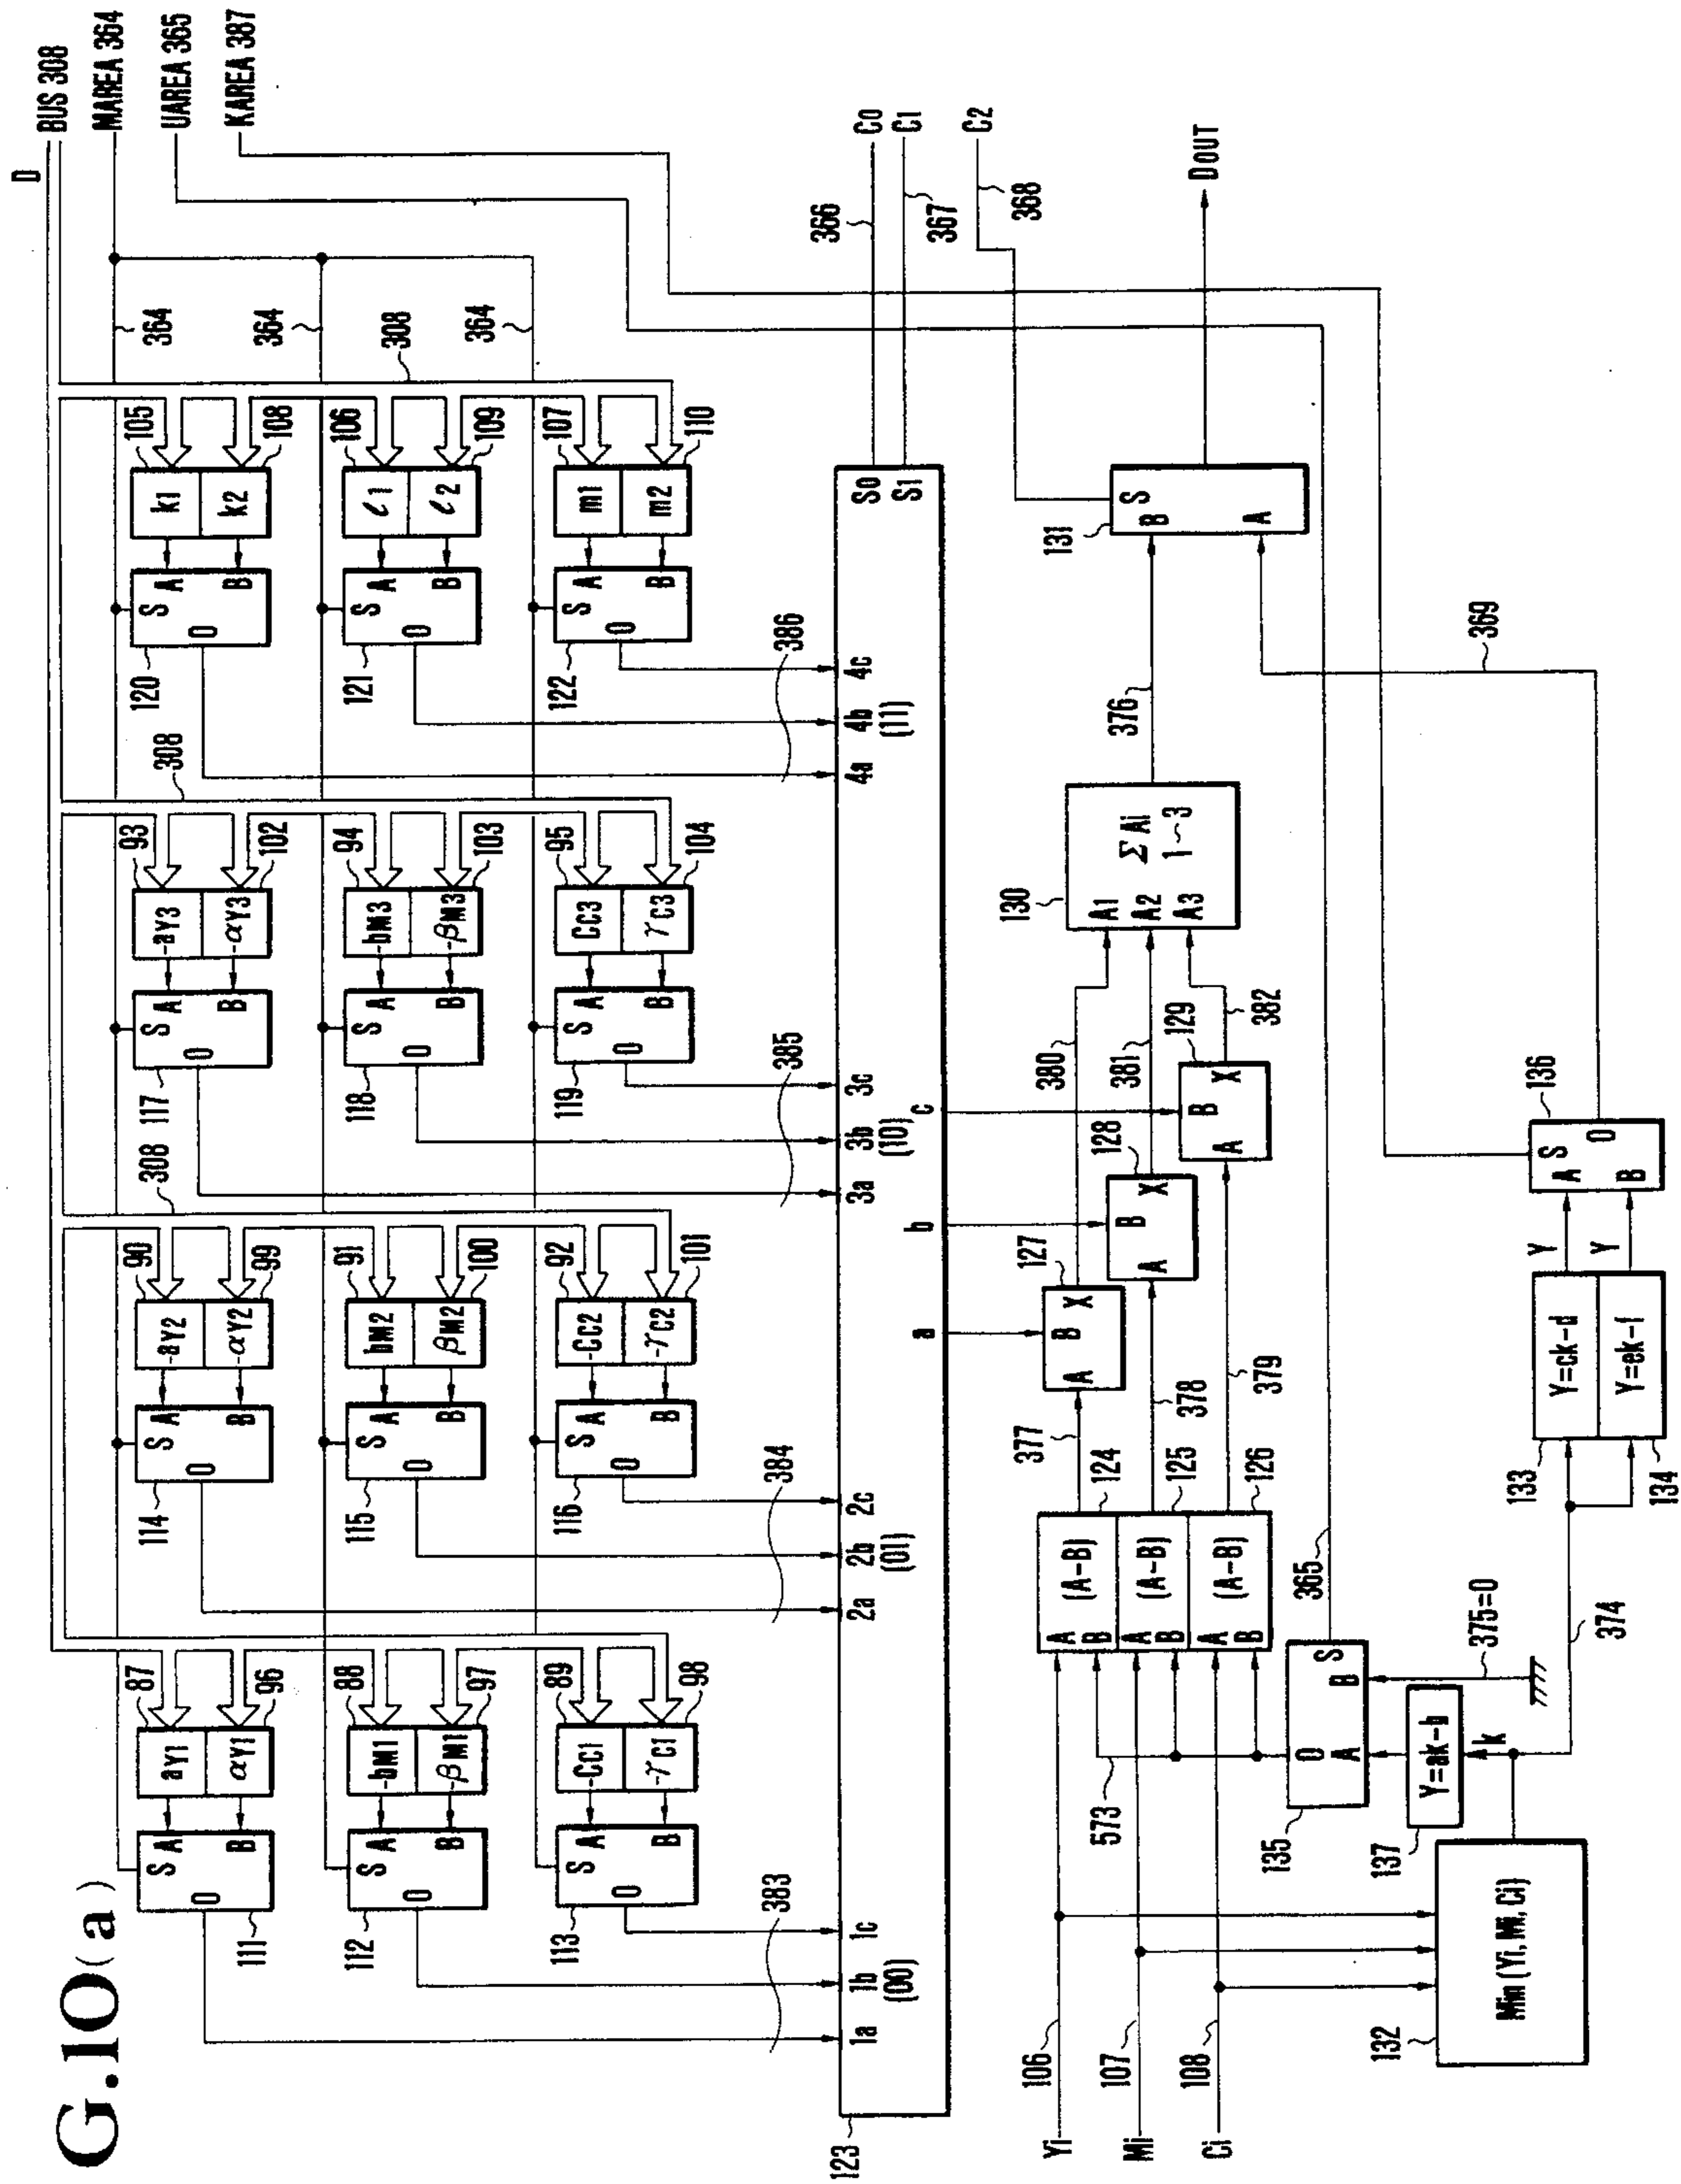 G.10(a)
D
BUS 308
MAREA 364
UAREA 365
KAREA 387
364
364
364
308
308
308
87
96
88
97
89
98
aY1
αY1
-bM1
-βM1
-CC1
-γC1
S A B O
S A B O
S A B O
111
112
113
90
99
91
100
92
101
-aY2
-αY2
bM2
βM2
-CC2
-γC2
S A B O
S A B O
S A B O
114
115
116
93
102
94
103
95
104
-aY3
-αY3
-bM3
-βM3
CC3
γC3
S A B O
S A B O
S A B O
117
118
119
105
108
106
109
107
110
k1
k2
ℓ1
ℓ2
m1
m2
S A B O
S A B O
S A B O
120
121
122
383
384
385
386
1a 1b 1c
(00)
2a 2b 2c
(01)
3a 3b 3c
(10)
4a 4b 4c
(11)
S0
S1
a b c
123
366
C0
367
C1
C2
368
Yi
106
Mi
107
Ci
108
573
A
B
A
B
A
B
(A-B)
(A-B)
(A-B)
124
125
126
377
378
379
A B X
127
A B X
128
A B X
129
380
381
382
130
A1
A2
A3
ΣAi
1~3
376
131
S
B
A
DOUT
369
132
Min (Yi, Mi, Ci)
k
137
Y=ak-b
135
O
A
S
B
365
375=0
374
133
Y=ck-d
Y=ek-f
134
Y
Y
A S
B O
136